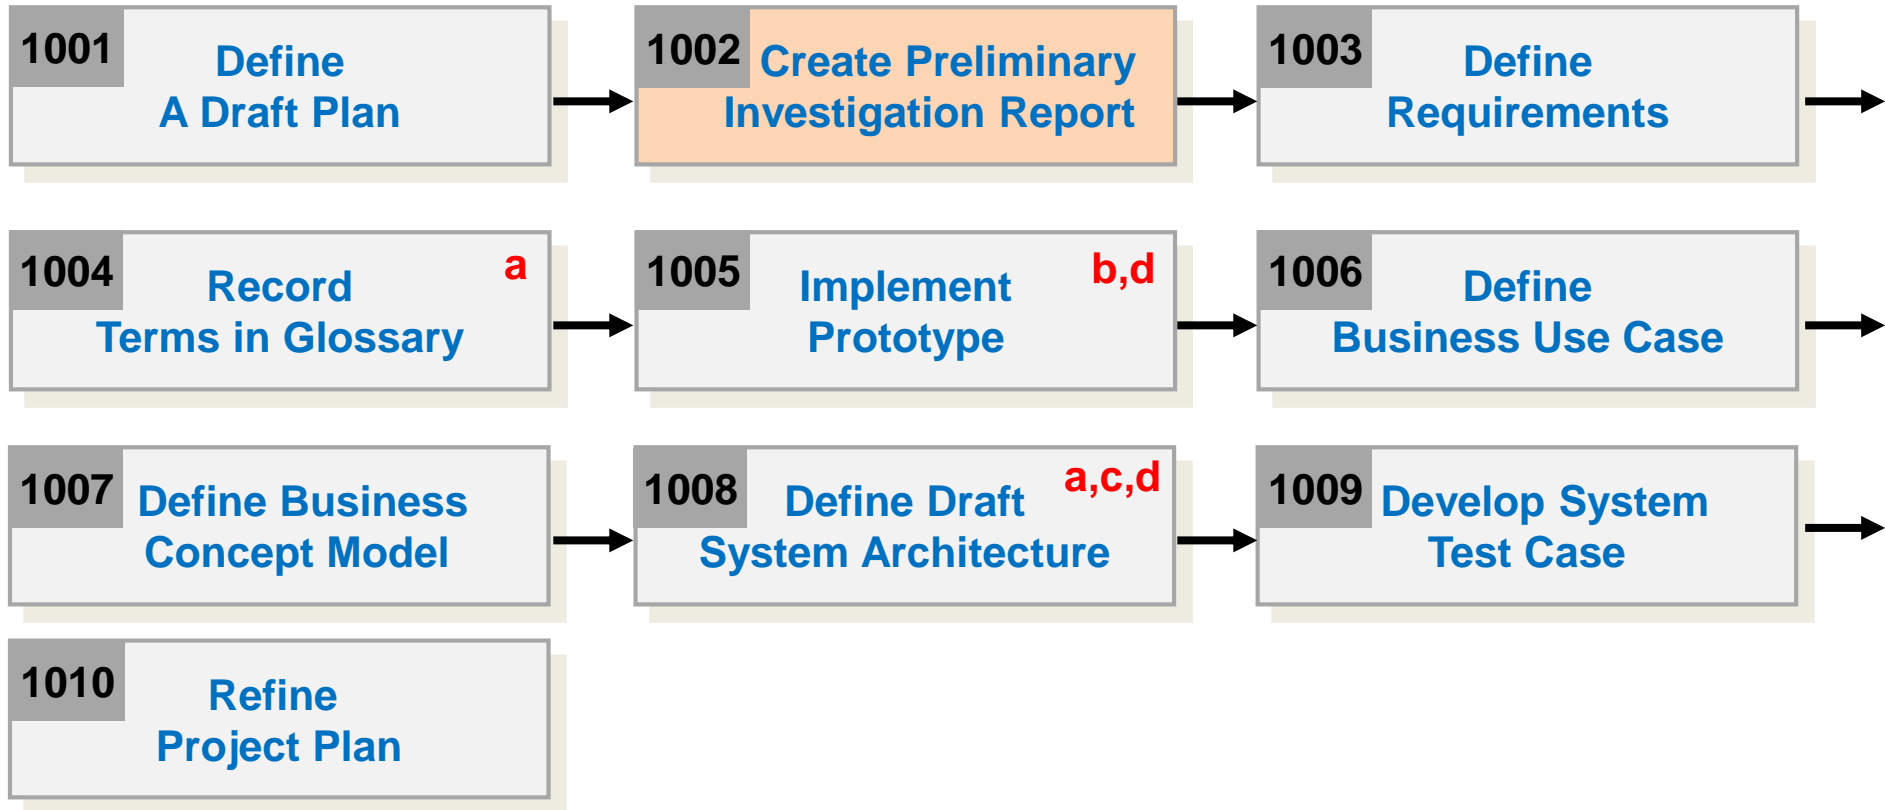 1001
Define
A Draft Plan
1002
Create Preliminary
Investigation Report
1003
Define
Requirements
1004
Record
a
Terms in Glossary
1005
Implement
b,d
Prototype
1006
Define
Business Use Case
1007
Define Business
Concept Model
1008
Define Draft
a,c,d
System Architecture
1009
Develop System
Test Case
1010
Refine
Project Plan